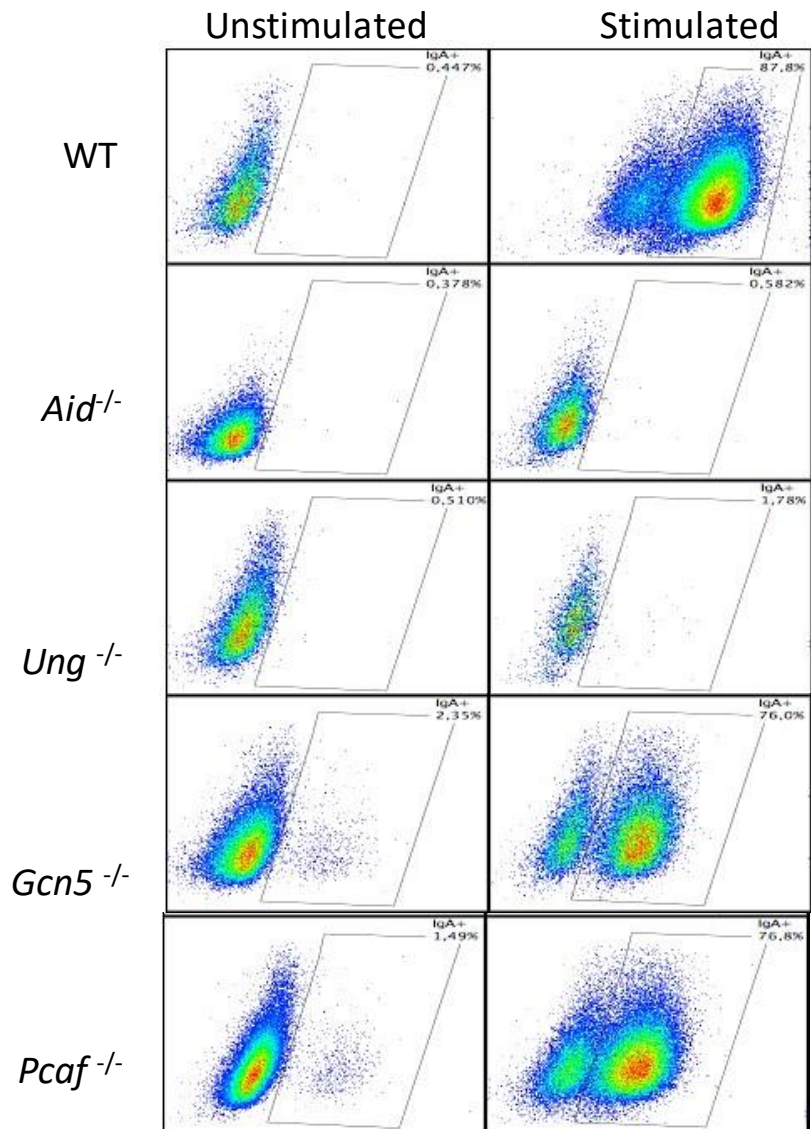 Unstimulated Stimulated
WT
IgA+
0,447%
IgA+
87,8%
Aid-/-
IgA+
0,378%
IgA+
0,582%
Ung -/-
IgA+
0,510%
IgA+
1,78%
Gcn5 -/-
IgA+
2,35%
IgA+
76,0%
Pcaf -/-
IgA+
1,49%
IgA+
76,8%